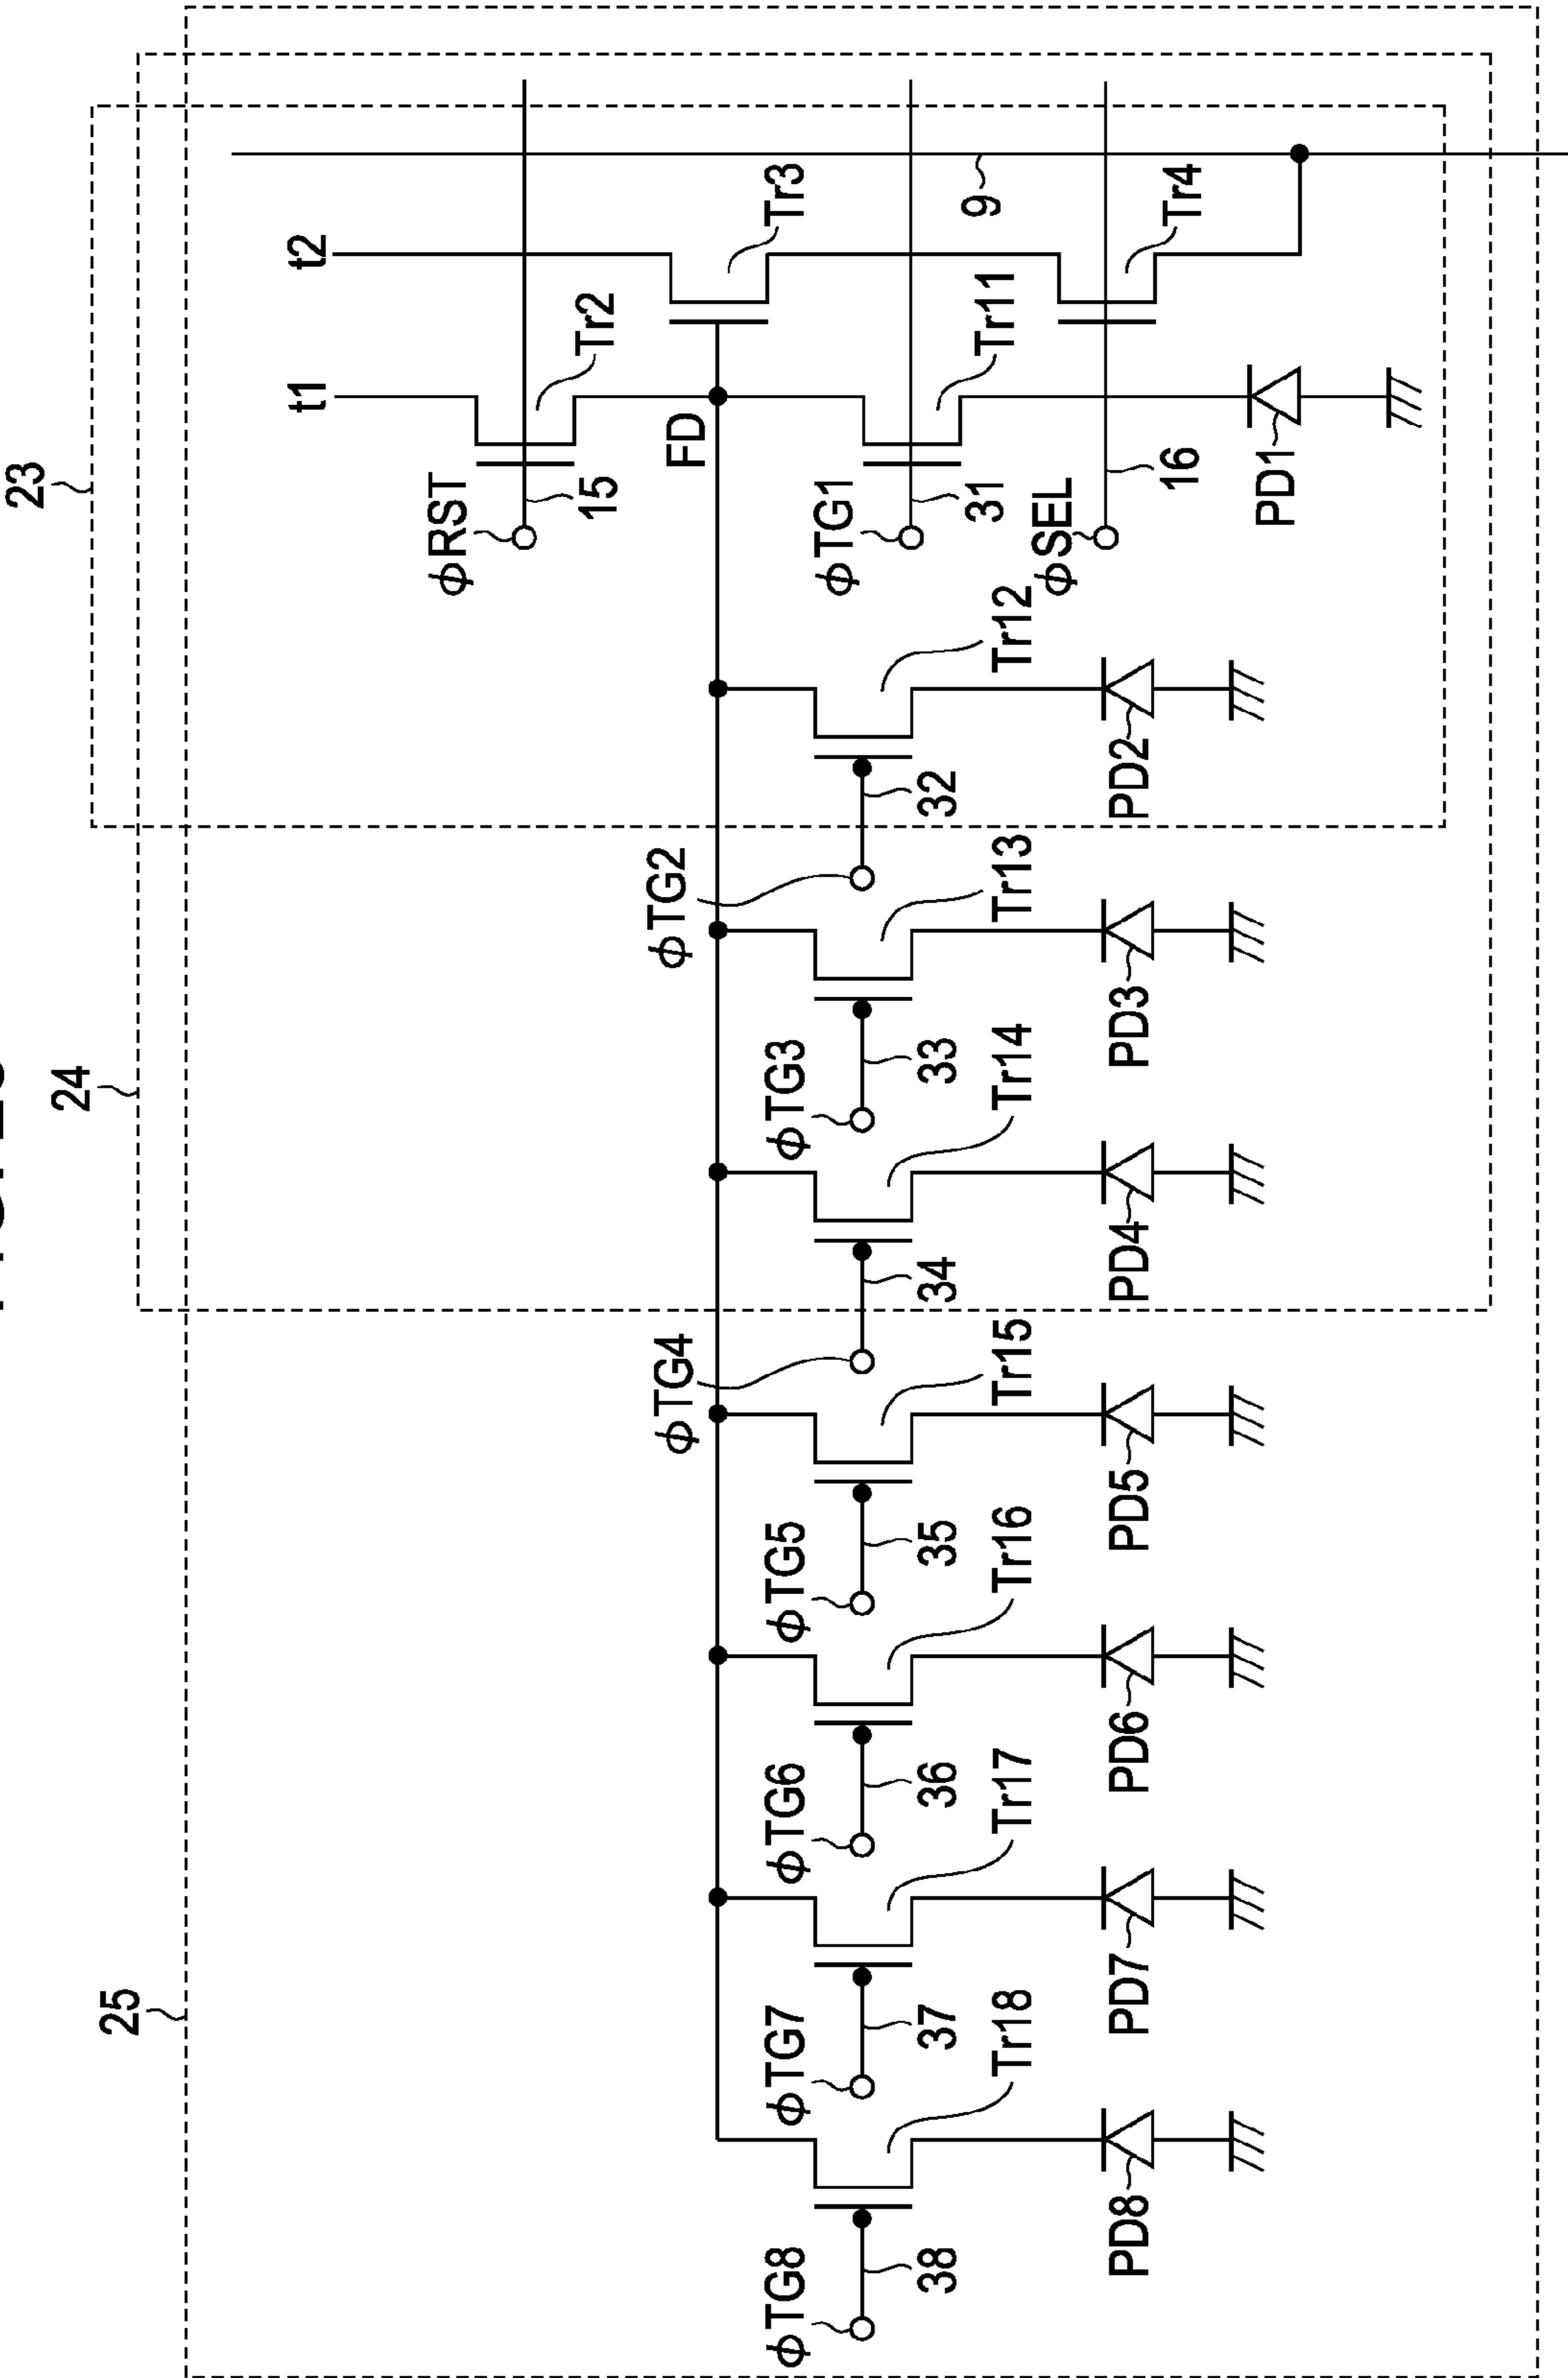 23
24
25
t1
t2
φRST
15
Tr2
FD
Tr3
9
φTG1
31
Tr11
φSEL
16
Tr4
PD1
φTG2
32
Tr12
PD2
φTG3
33
Tr13
PD3
φTG4
34
Tr14
PD4
φTG5
35
Tr15
PD5
φTG6
36
Tr16
PD6
φTG7
37
Tr17
PD7
φTG8
38
Tr18
PD8